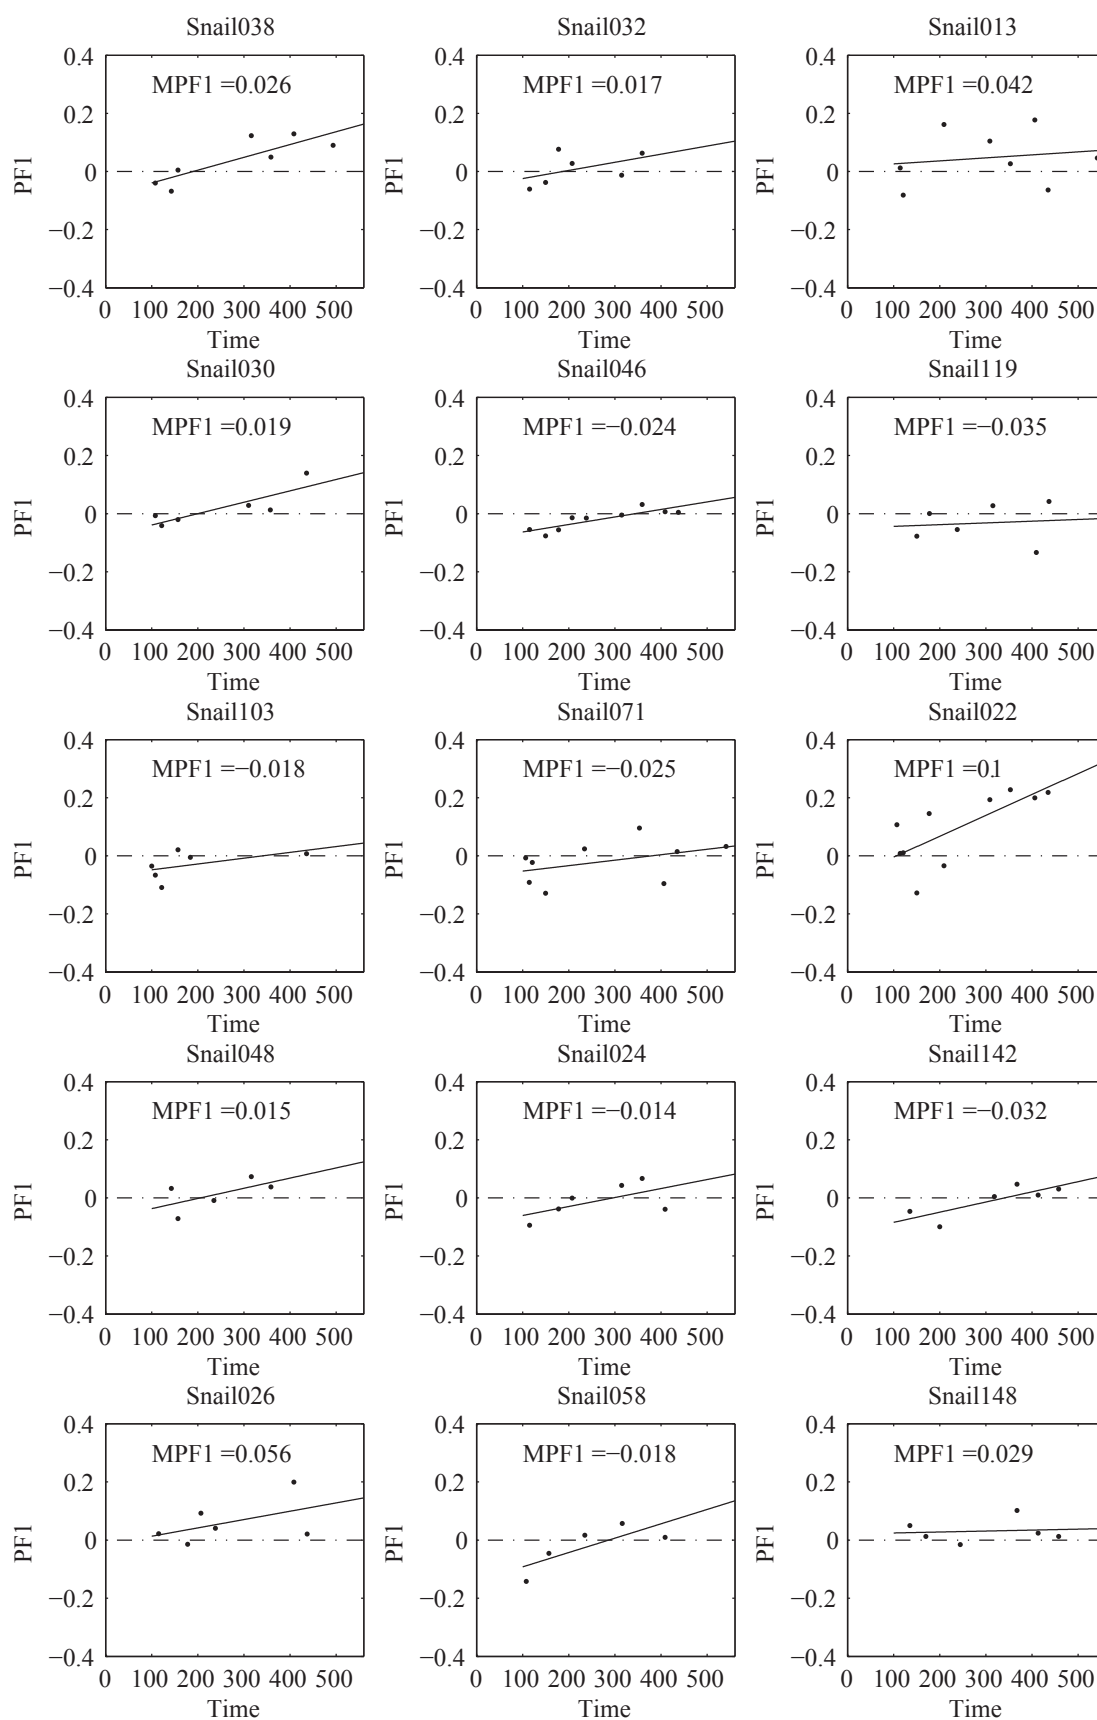 Snail038
MPF1 =0.026
0.4
0.2
0
−0.2
−0.4
PF1
0 100 200 300 400 500
Time
Snail032
MPF1 =0.017
0.4
0.2
0
−0.2
−0.4
PF1
0 100 200 300 400 500
Time
Snail013
MPF1 =0.042
0.4
0.2
0
−0.2
−0.4
PF1
0 100 200 300 400 500
Time
Snail030
MPF1 =0.019
0.4
0.2
0
−0.2
−0.4
PF1
0 100 200 300 400 500
Time
Snail046
MPF1 =−0.024
0.4
0.2
0
−0.2
−0.4
PF1
0 100 200 300 400 500
Time
Snail119
MPF1 =−0.035
0.4
0.2
0
−0.2
−0.4
PF1
0 100 200 300 400 500
Time
Snail103
MPF1 =−0.018
0.4
0.2
0
−0.2
−0.4
PF1
0 100 200 300 400 500
Time
Snail071
MPF1 =−0.025
0.4
0.2
0
−0.2
−0.4
PF1
0 100 200 300 400 500
Time
Snail022
MPF1 =0.1
0.4
0.2
0
−0.2
−0.4
PF1
0 100 200 300 400 500
Time
Snail048
MPF1 =0.015
0.4
0.2
0
−0.2
−0.4
PF1
0 100 200 300 400 500
Time
Snail024
MPF1 =−0.014
0.4
0.2
0
−0.2
−0.4
PF1
0 100 200 300 400 500
Time
Snail142
MPF1 =−0.032
0.4
0.2
0
−0.2
−0.4
PF1
0 100 200 300 400 500
Time
Snail026
MPF1 =0.056
0.4
0.2
0
−0.2
−0.4
PF1
0 100 200 300 400 500
Time
Snail058
MPF1 =−0.018
0.4
0.2
0
−0.2
−0.4
PF1
0 100 200 300 400 500
Time
Snail148
MPF1 =0.029
0.4
0.2
0
−0.2
−0.4
PF1
0 100 200 300 400 500
Time